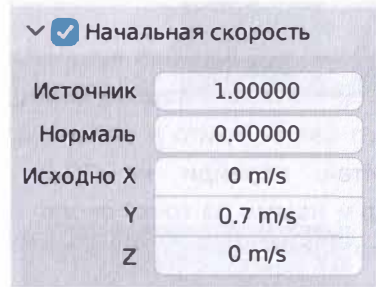 Начальная скорость
Источник 1.00000
Нормаль 0.00000
Исходно X 0 m/s
Y 0.7 m/s
Z 0 m/s